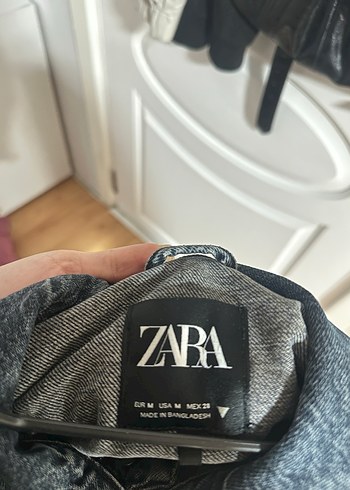 ZARA
EUR M USA M MEX 28
MADE IN BANGLADESH